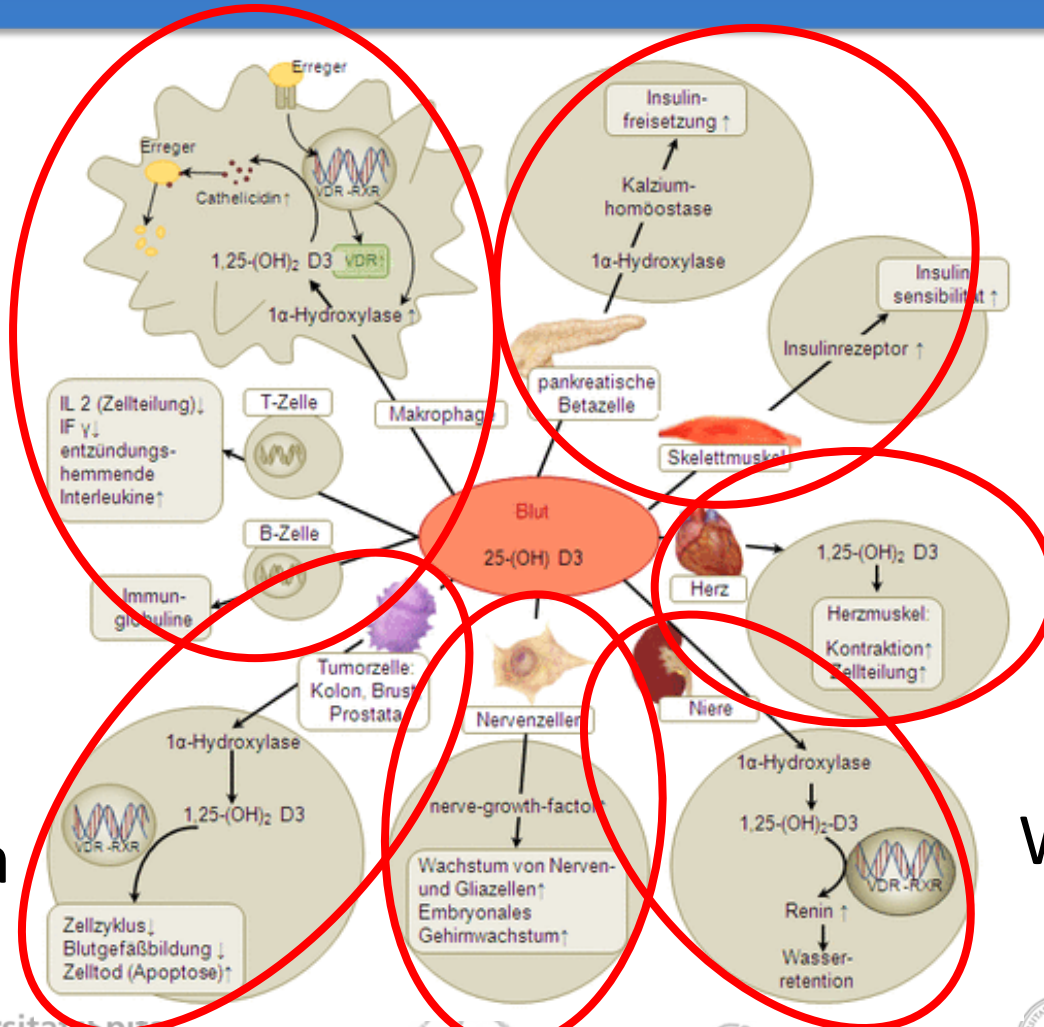 Erreger
Erreger
VDR -RXR
Cathelicidin↑
1,25-(OH)₂ D3
VDR↑
1α-Hydroxylase ↑
Makrophage
Insulin-
freisetzung ↑
Kalzium-
homöostase
1α-Hydroxylase
pankreatische
Betazelle
Insulin
sensibilität ↑
Insulinrezeptor ↑
Skelettmuskel
IL 2 (Zellteilung)↓
IF γ↓
entzündungs-
hemmende
Interleukine↑
T-Zelle
B-Zelle
Immun-
globuline
Blut
25-(OH) D3
Herz
1,25-(OH)₂ D3
Herzmuskel:
Kontraktion↑
Zellteilung↑
Tumorzelle:
Kolon, Brust
Prostata
1α-Hydroxylase
1,25-(OH)₂ D3
VDR -RXR
Zellzyklus↓
Blutgefäßbildung ↓
Zelltod (Apoptose)↑
Nervenzellen
nerve-growth-factor↑
Wachstum von Nerven-
und Gliazellen↑
Embryonales
Gehirnwachstum↑
Niere
1α-Hydroxylase
1,25-(OH)₂-D3
VDR -RXR
Renin ↑
Wasser-
retention